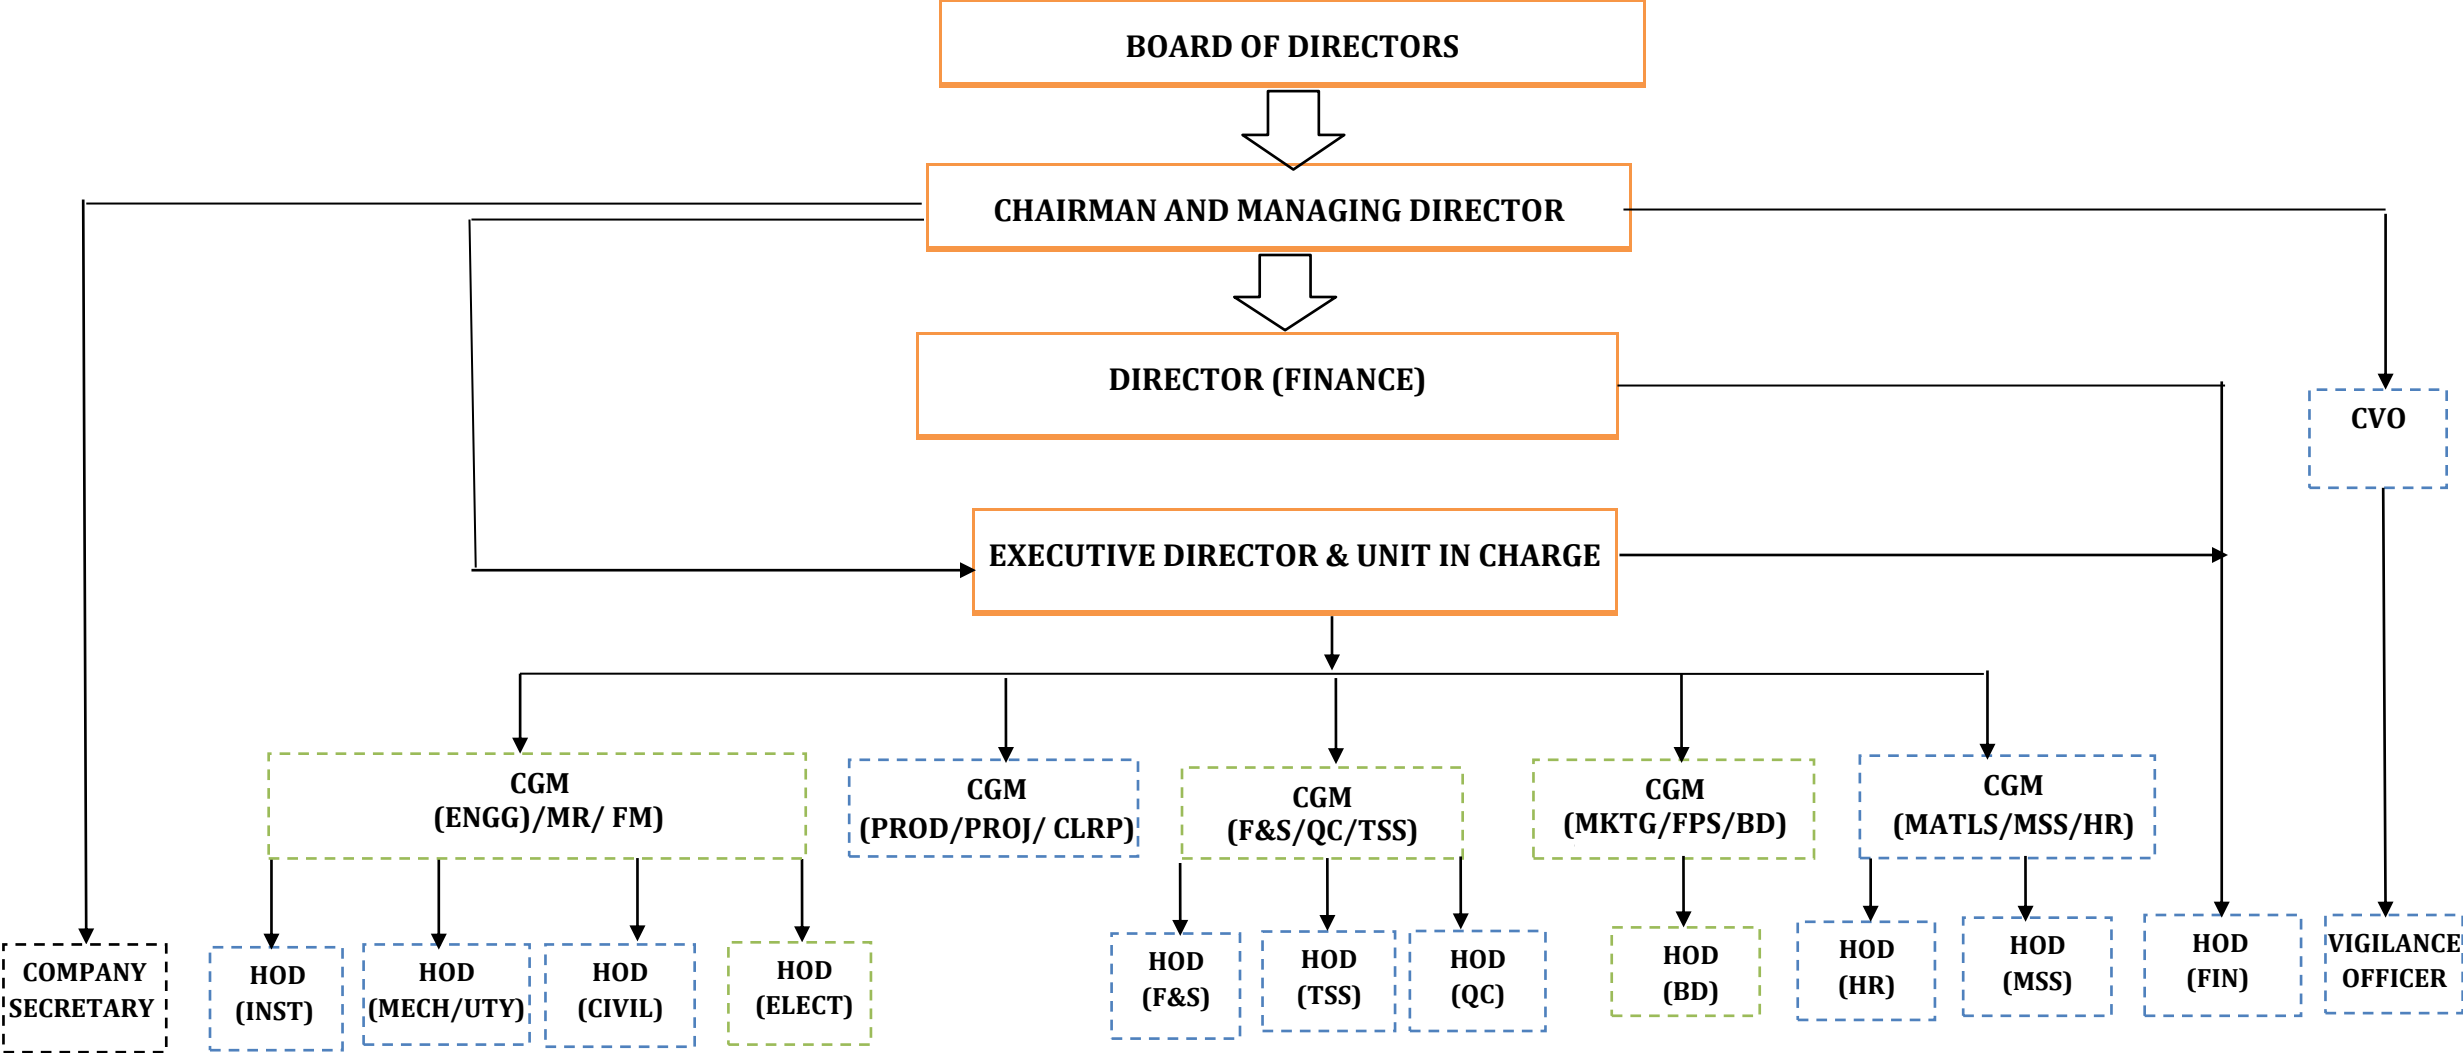 BOARD OF DIRECTORS
CHAIRMAN AND MANAGING DIRECTOR
DIRECTOR (FINANCE)
CVO
EXECUTIVE DIRECTOR & UNIT IN CHARGE
CGM
(ENGG)/MR/ FM)
CGM
(PROD/PROJ/ CLRP)
CGM
(F&S/QC/TSS)
CGM
(MKTG/FPS/BD)
CGM
(MATLS/MSS/HR)
COMPANY
SECRETARY
HOD
(INST)
HOD
(MECH/UTY)
HOD
(CIVIL)
HOD
(ELECT)
HOD
(F&S)
HOD
(TSS)
HOD
(QC)
HOD
(BD)
HOD
(HR)
HOD
(MSS)
HOD
(FIN)
VIGILANCE
OFFICER